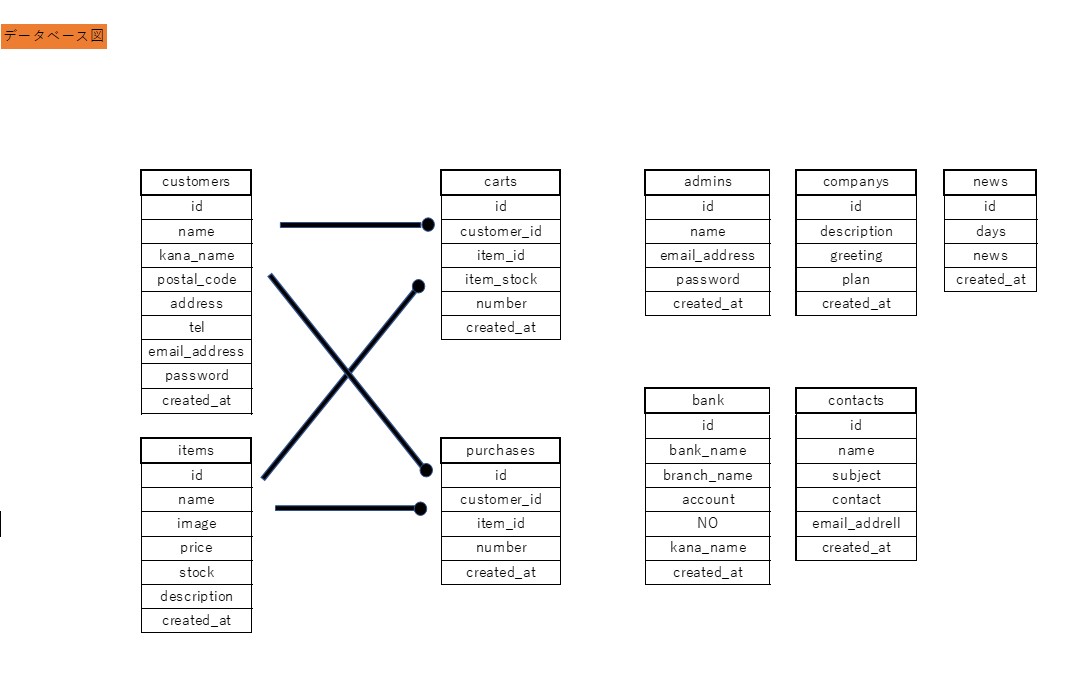 データベース図
customers
id
name
kana_name
postal_code
address
tel
email_address
password
created_at
items
id
name
image
price
stock
description
created_at
carts
id
customer_id
item_id
item_stock
number
created_at
purchases
id
customer_id
item_id
number
created_at
admins
id
name
email_address
password
created_at
companys
id
description
greeting
plan
created_at
news
id
days
news
created_at
bank
id
bank_name
branch_name
account
NO
kana_name
created_at
contacts
id
name
subject
contact
email_addrell
created_at